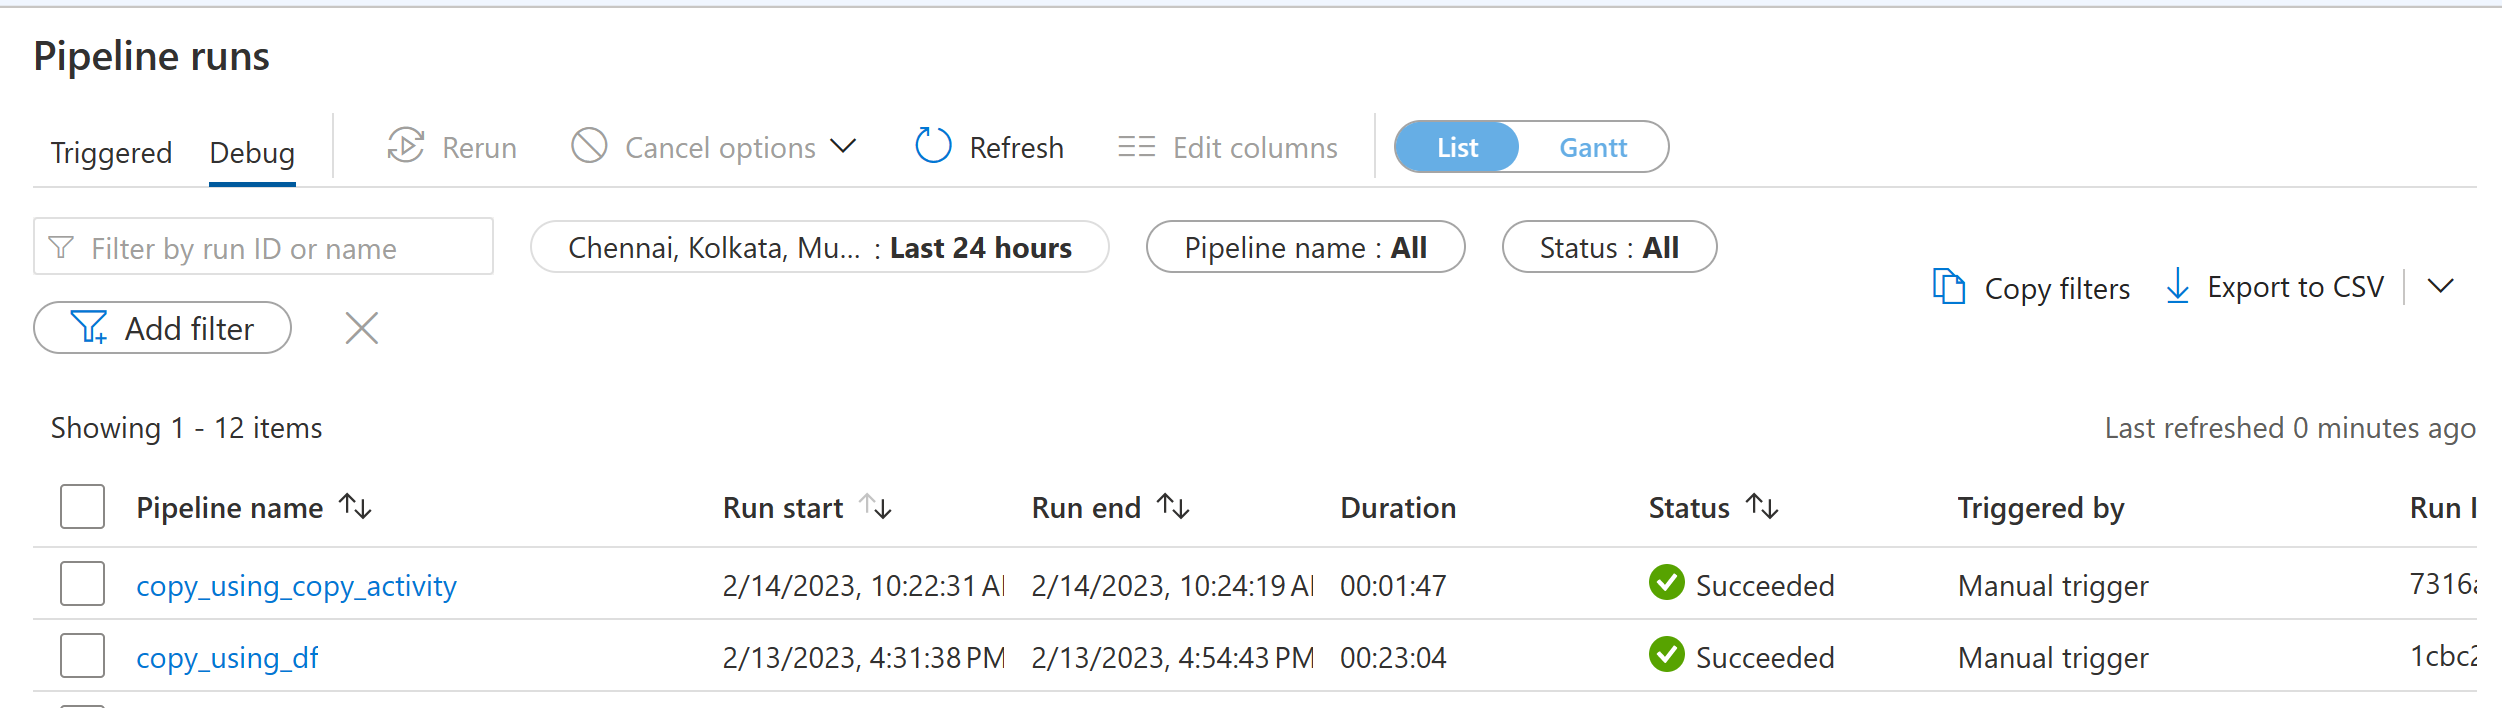 Pipeline runs
Triggered Debug Rerun Cancel options Refresh Edit columns List Gantt
Filter by run ID or name Chennai, Kolkata, Mu... : Last 24 hours Pipeline name : All Status : All
Copy filters Export to CSV
Add filter
Showing 1 - 12 items Last refreshed 0 minutes ago
Pipeline name Run start Run end Duration Status Triggered by Run
copy_using_copy_activity 2/14/2023, 10:22:31 A 2/14/2023, 10:24:19 A 00:01:47 Succeeded Manual trigger 7316
copy_using_df 2/13/2023, 4:31:38 PM 2/13/2023, 4:54:43 PM 00:23:04 Succeeded Manual trigger 1cbc